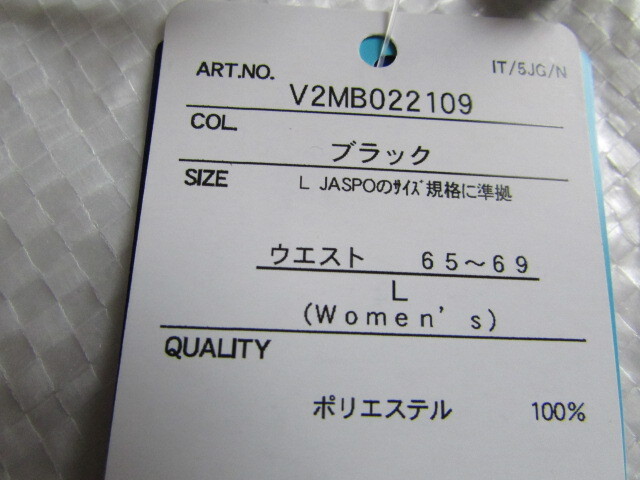 IT/5JG/N
ART.NO.
V2MB022109
COL.
ブラック
SIZE
L JASPOのｻｲｽﾞ規格に準拠
ウエスト 65～69
L
(Women's)
QUALITY
ポリエステル 100%